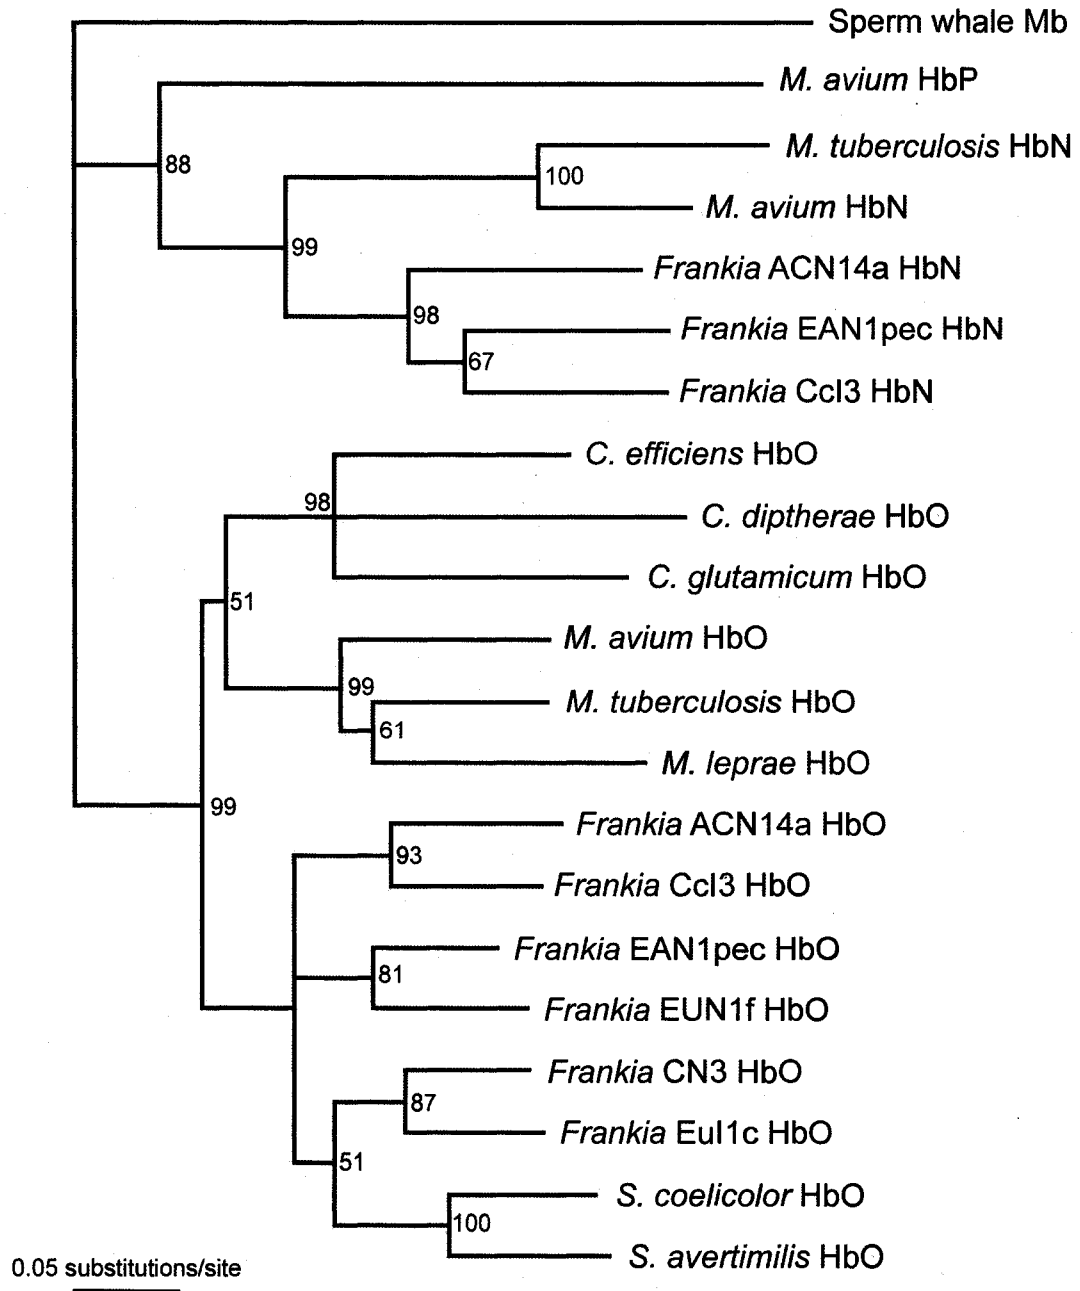 Sperm whale Mb
M. avium HbP
88
M. tuberculosis HbN
100
M. avium HbN
99
Frankia ACN14a HbN
98
Frankia EAN1pec HbN
67
Frankia CcI3 HbN
C. efficiens HbO
98
C. diptherae HbO
C. glutamicum HbO
51
M. avium HbO
99
M. tuberculosis HbO
61
M. leprae HbO
99
Frankia ACN14a HbO
93
Frankia CcI3 HbO
Frankia EAN1pec HbO
81
Frankia EUN1f HbO
Frankia CN3 HbO
87
Frankia EuI1c HbO
51
S. coelicolor HbO
100
S. avertimilis HbO
0.05 substitutions/site